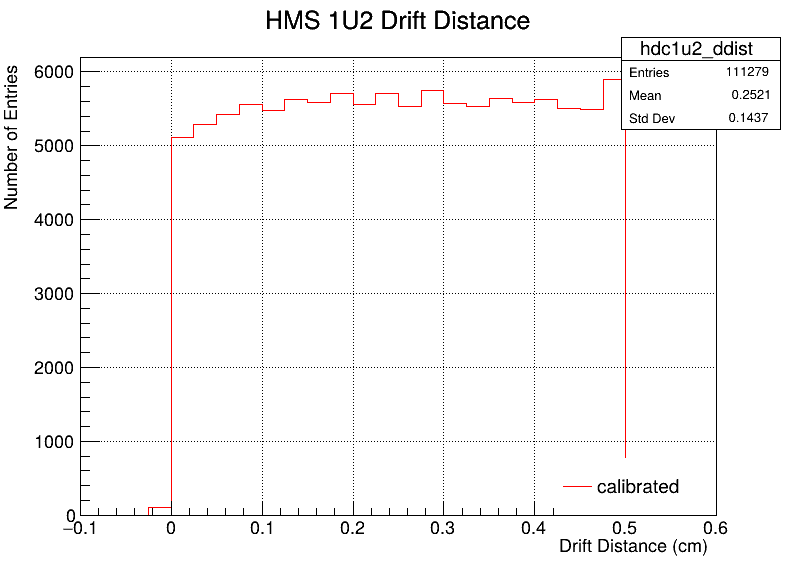 HMS 1U2 Drift Distance
hdc1u2_ddist
Entries 111279
Mean 0.2521
Std Dev 0.1437
Number of Entries
6000
5000
4000
3000
2000
1000
0
−0.1 0 0.1 0.2 0.3 0.4 0.5 0.6
Drift Distance (cm)
calibrated